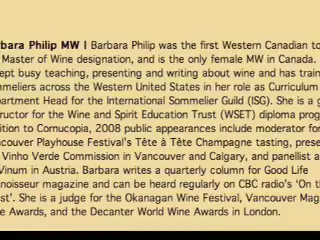 bara Philip MW | Barbara Philip was the first Western Canadian to
Master of Wine designation, and is the only female MW in Canada.
ept busy teaching, presenting and writing about wine and has train
mmeliers across the Western United States in her role as Curriculum
artment Head for the International Sommelier Guild (ISG). She is a g
tructor for the Wine and Spirit Education Trust (WSET) diploma prog
ition to Cornucopia, 2008 public appearances include moderator for
couver Playhouse Festival's Tête à Tête Champagne tasting, prese
Vinho Verde Commission in Vancouver and Calgary, and panellist a
Vinum in Austria. Barbara writes a quarterly column for Good Life
noisseur magazine and can be heard regularly on CBC radio's 'On th
st'. She is a judge for the Okanagan Wine Festival, Vancouver Mag
e Awards, and the Decanter World Wine Awards in London.